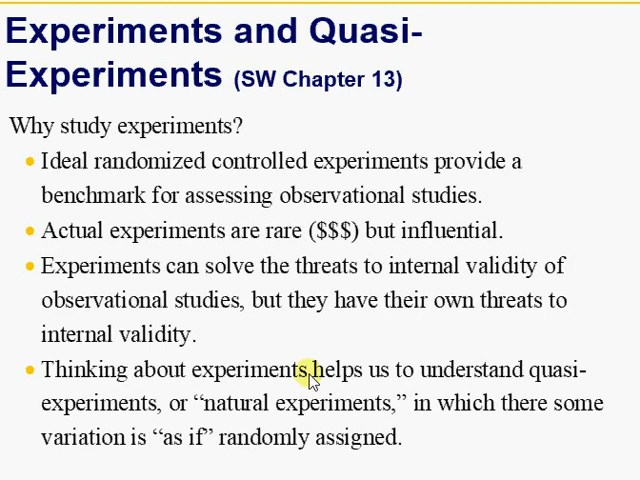 Experiments and Quasi-
Experiments (SW Chapter 13)
Why study experiments?
• Ideal randomized controlled experiments provide a
benchmark for assessing observational studies.
• Actual experiments are rare ($$$) but influential.
• Experiments can solve the threats to internal validity of
observational studies, but they have their own threats to
internal validity.
• Thinking about experiments helps us to understand quasi-
experiments, or “natural experiments,” in which there some
variation is “as if” randomly assigned.